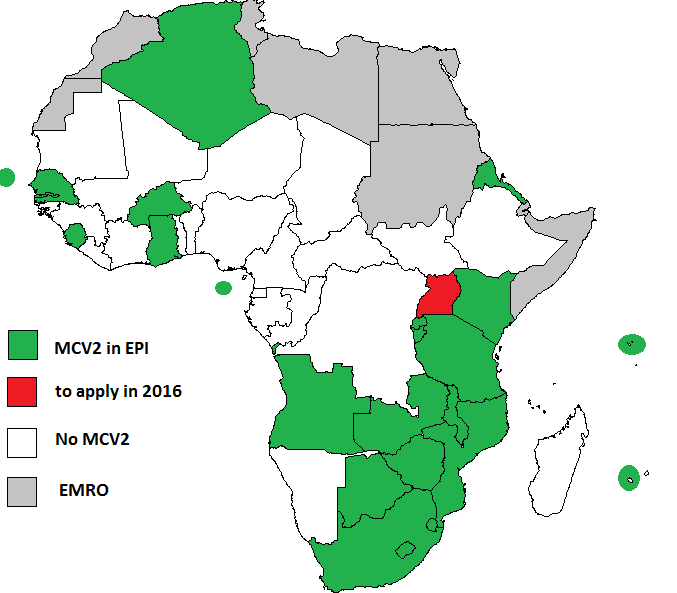 MCV2 in EPI
to apply in 2016
No MCV2
EMRO